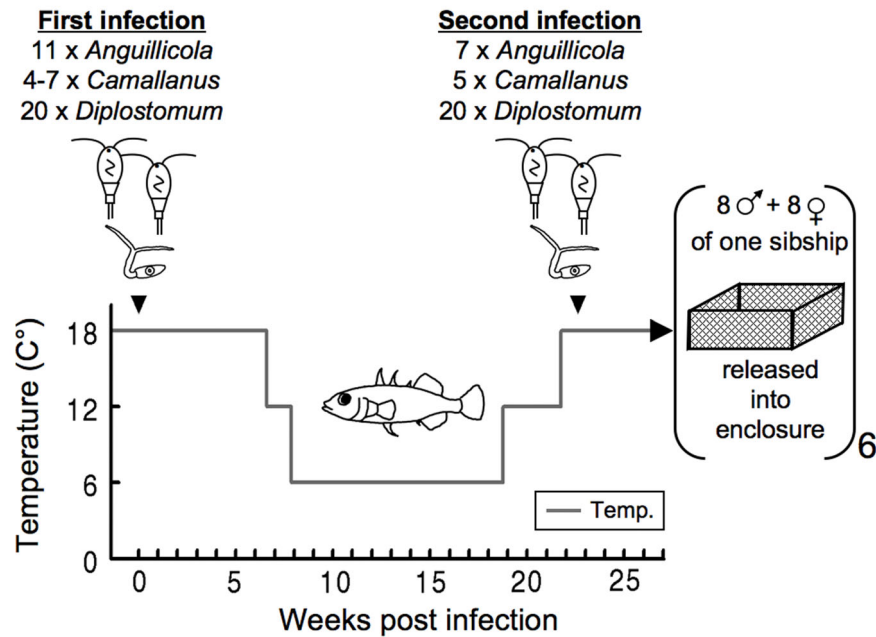 First infection
11 x Anguillicola
4-7 x Camallanus
20 x Diplostomum
Second infection
7 x Anguillicola
5 x Camallanus
20 x Diplostomum
8 ♂ + 8 ♀
of one sibship
released
into
enclosure
6
Temperature (C°)
18
12
6
0
Temp.
0 5 10 15 20 25
Weeks post infection